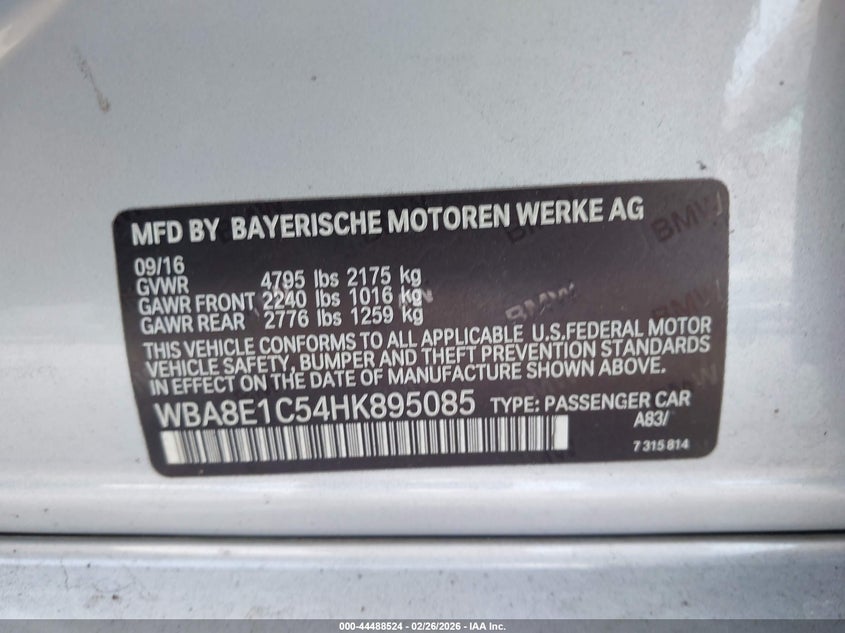 MFD BY BAYERISCHE MOTOREN WERKE AG
09/16
GVWR 4795 lbs 2175 kg
GAWR FRONT 2240 lbs 1016 kg
GAWR REAR 2776 lbs 1259 kg
THIS VEHICLE CONFORMS TO ALL APPLICABLE U.S.FEDERAL MOTOR
VEHICLE SAFETY, BUMPER AND THEFT PREVENTION STANDARDS
IN EFFECT ON THE DATE OF MANUFACTURE SHOWN ABOVE.
WBA8E1C54HK895085 TYPE: PASSENGER CAR
A83/
7 315 814
BMW
BMW
000-44488524 | 02/26/2026 - IAA Inc.